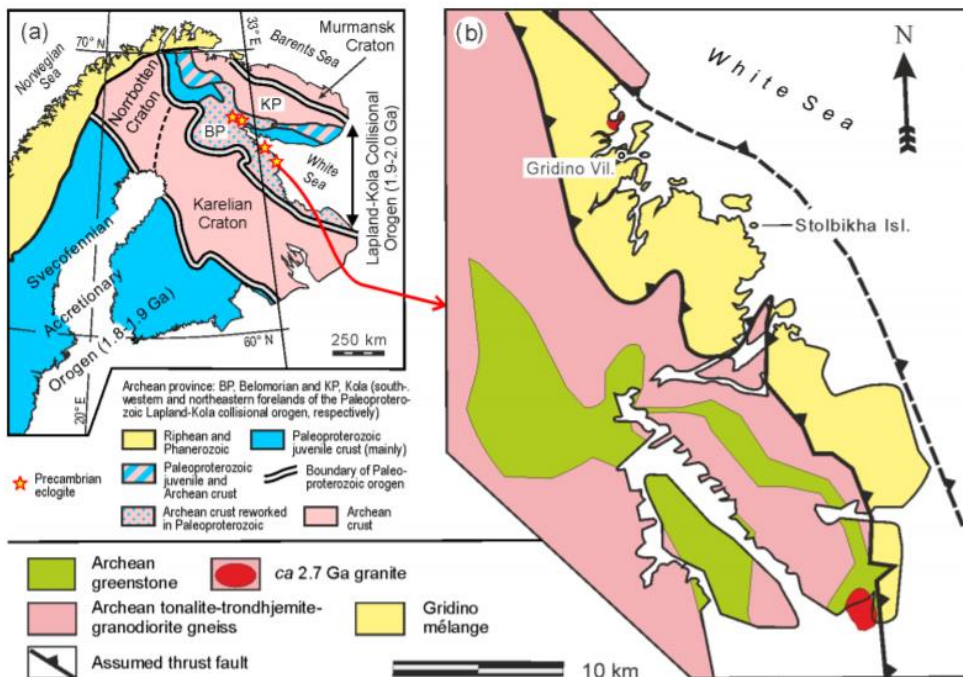 (a)
70° N
33° E
Murmansk
Craton
Barents Sea
Norwegian
Sea
Norrbotten
Craton
KP
BP
White
Sea
Karelian
Craton
Lapland-Kola Collisional
Orogen (1.9-2.0 Ga)
Svecofennian
Accretionary
Orogen (1.8-1.9 Ga)
60° N
20° E
250 km
Archean province: BP, Belomorian and KP, Kola (south-
western and northeastern forelands of the Paleoprotero-
zoic Lapland-Kola collisional orogen, respectively)
Riphean and
Phanerozoic
Paleoproterozoic
juvenile crust (mainly)
Precambrian
eclogite
Paleoproterozoic
juvenile and
Archean crust
Boundary of Paleo-
proterozoic orogen
Archean crust reworked
in Paleoproterozoic
Archean
crust
(b)
N
White Sea
Gridino Vil.
Stolbikha Isl.
Archean
greenstone
ca 2.7 Ga granite
Archean tonalite-trondhjemite-
granodiorite gneiss
Gridino
mélange
Assumed thrust fault
10 km